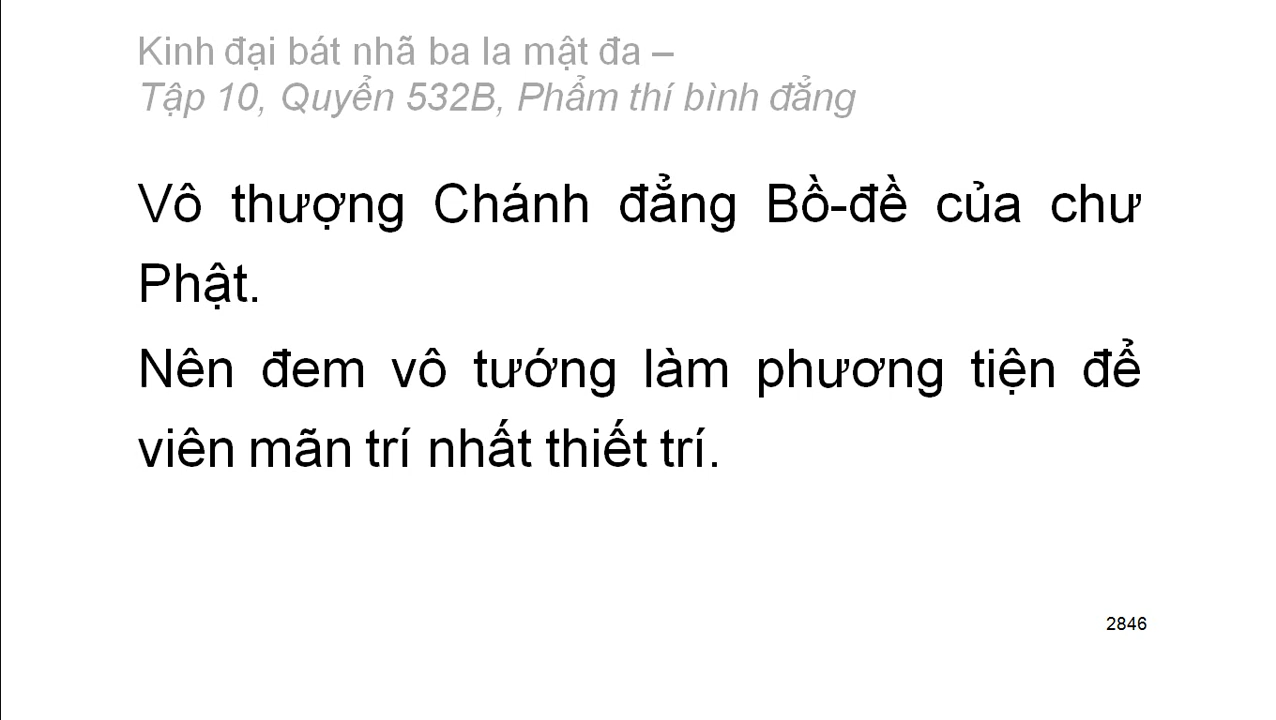 Kinh đại bát nhã ba la mật đa –
Tập 10, Quyển 532B, Phẩm thí bình đẳng
Vô thượng Chánh đẳng Bồ-đề của chư
Phật.
Nên đem vô tướng làm phương tiện để
viên mãn trí nhất thiết trí.
2846